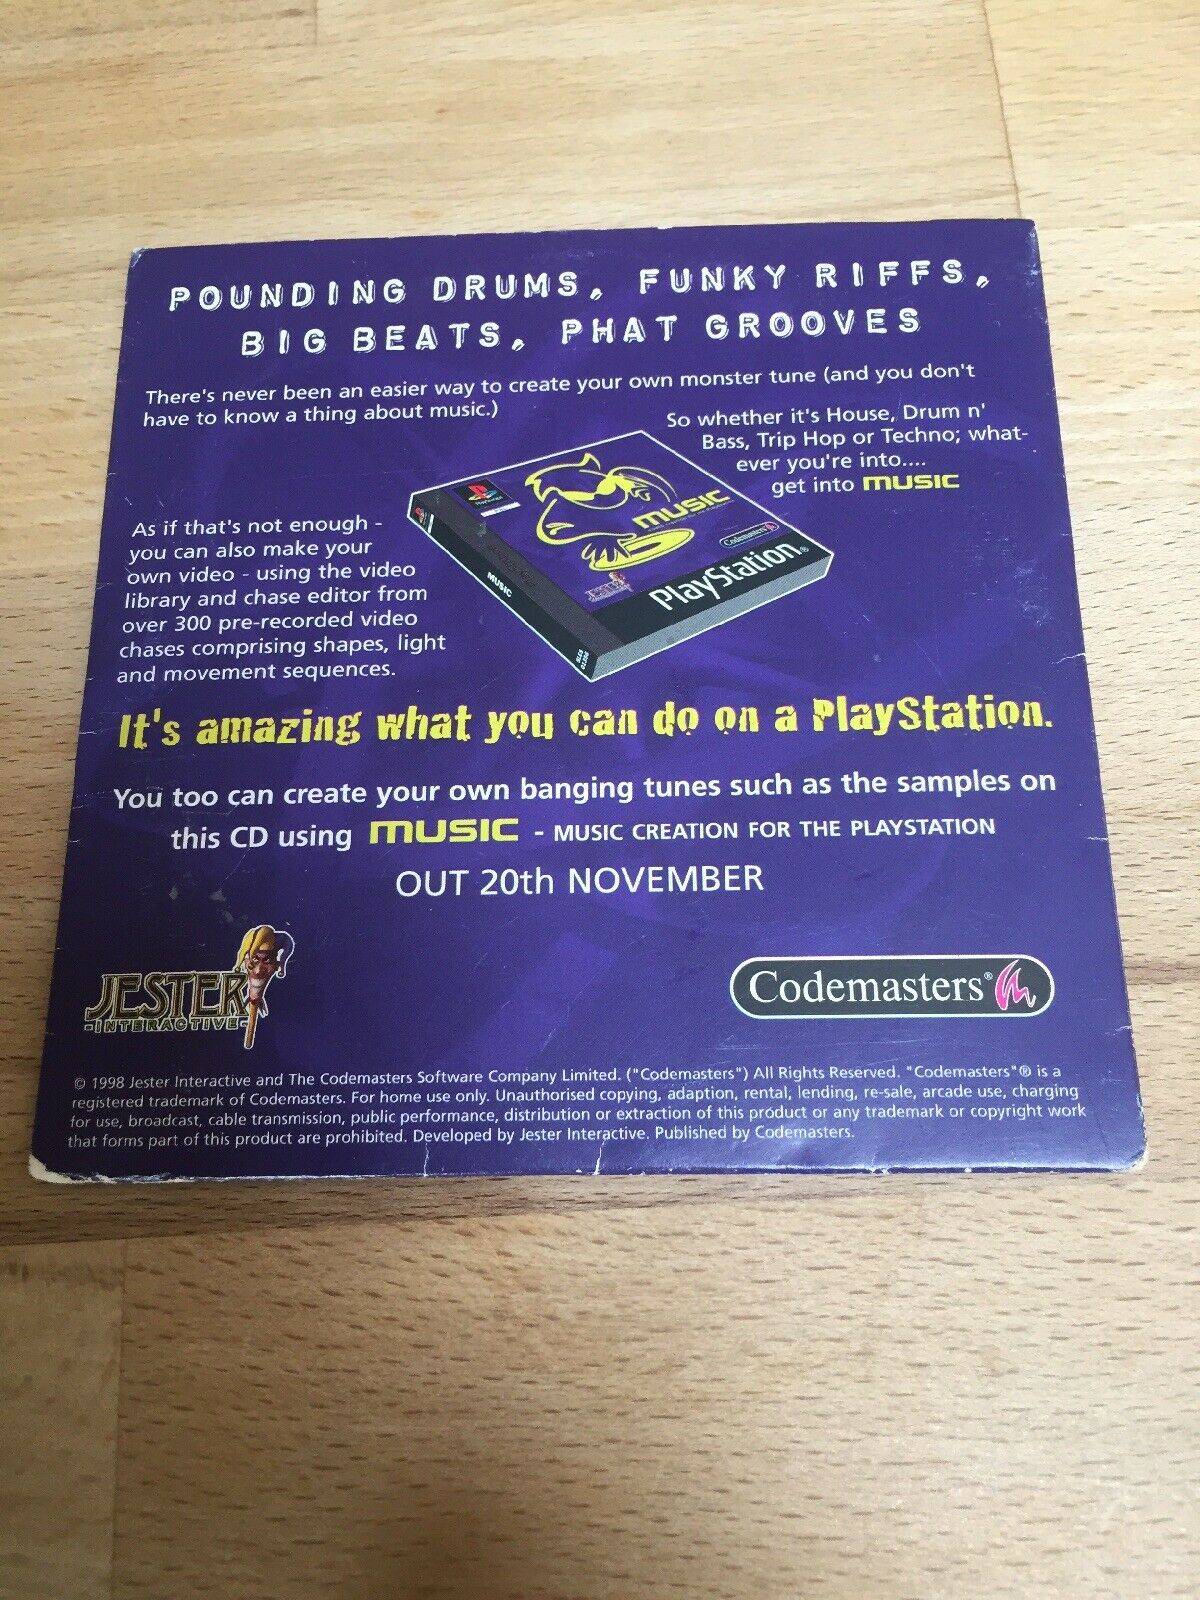 POUNDING DRUMS, FUNKY RIFFS,
BIG BEATS, PHAT GROOVES
There's never been an easier way to create your own monster tune (and you don't
have to know a thing about music.)
So whether it's House, Drum n'
Bass, Trip Hop or Techno; what-
ever you're into....
get into MUSIC
PlayStation
MUSIC
Codemasters
JESTER
PlayStation
MUSIC
As if that's not enough -
you can also make your
own video - using the video
library and chase editor from
over 300 pre-recorded video
chases comprising shapes, light
and movement sequences.
It's amazing what you can do on a PlayStation.
You too can create your own banging tunes such as the samples on
this CD using MUSIC - MUSIC CREATION FOR THE PLAYSTATION
OUT 20th NOVEMBER
JESTER
-INTERACTIVE-
Codemasters®
© 1998 Jester Interactive and The Codemasters Software Company Limited. ("Codemasters") All Rights Reserved. "Codemasters"® is a
registered trademark of Codemasters. For home use only. Unauthorised copying, adaption, rental, lending, re-sale, arcade use, charging
for use, broadcast, cable transmission, public performance, distribution or extraction of this product or any trademark or copyright work
that forms part of this product are prohibited. Developed by Jester Interactive. Published by Codemasters.